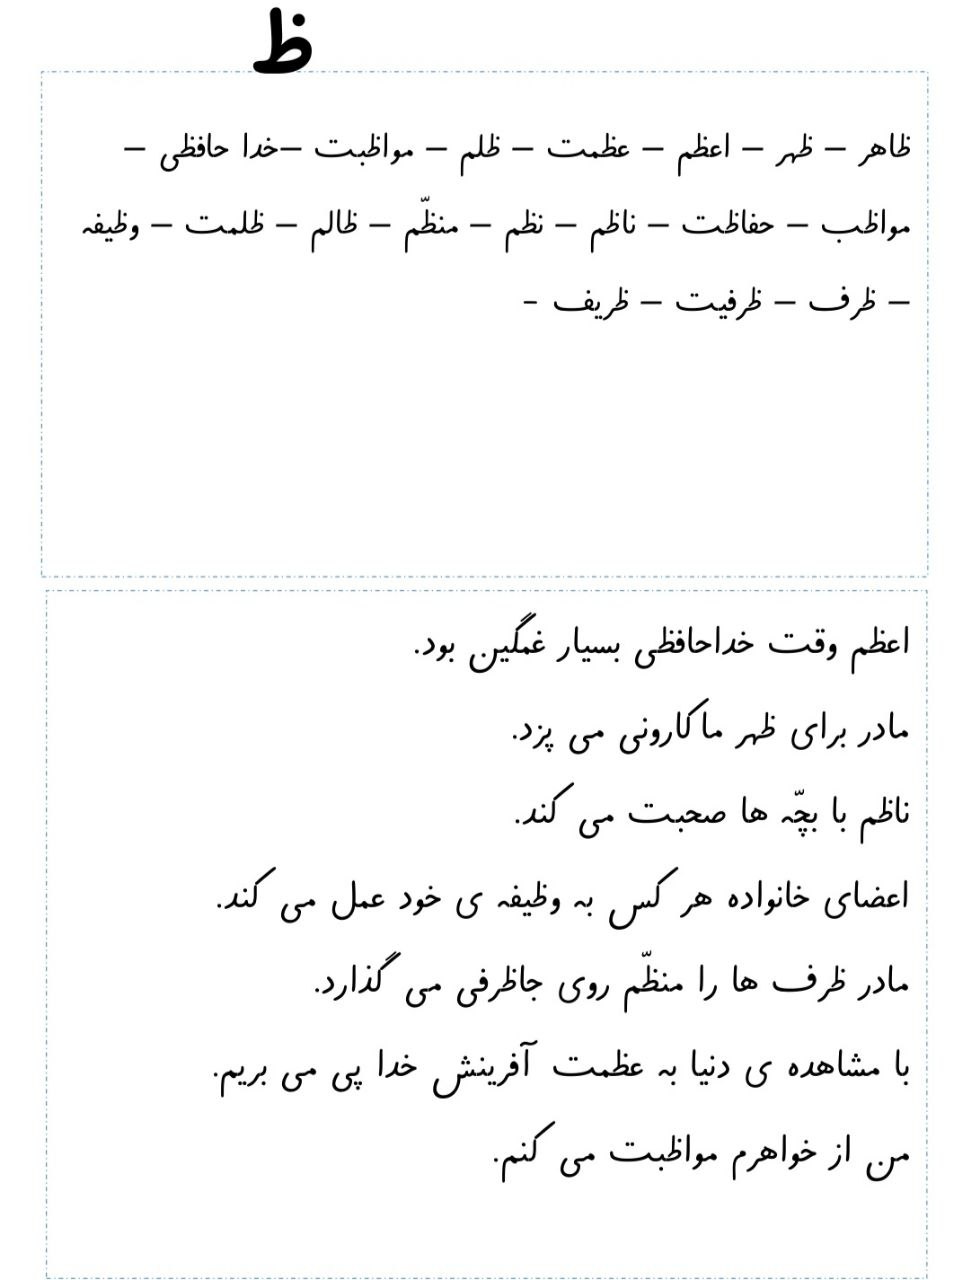 ظ
ظاهر – ظهر – اعظم – عظمت – ظلم – مواظبت –خدا حافظی –
مواظب – حفاظت – ناظم – نظم – منظّم – ظالم – ظلمت – وظیفه
– ظرف – ظرفیت – ظریف -
اعظم وقت خداحافظی بسیار غمگین بود.
مادر برای ظهر ماکارونی می پزد.
ناظم با بچّه ها صحبت می کند.
اعضای خانواده هر کس به وظیفه ی خود عمل می کند.
مادر ظرف ها را منظّم روی جاظرفی می گذارد.
با مشاهده ی دنیا به عظمت آفرینش خدا پی می بریم.
من از خواهرم مواظبت می کنم.